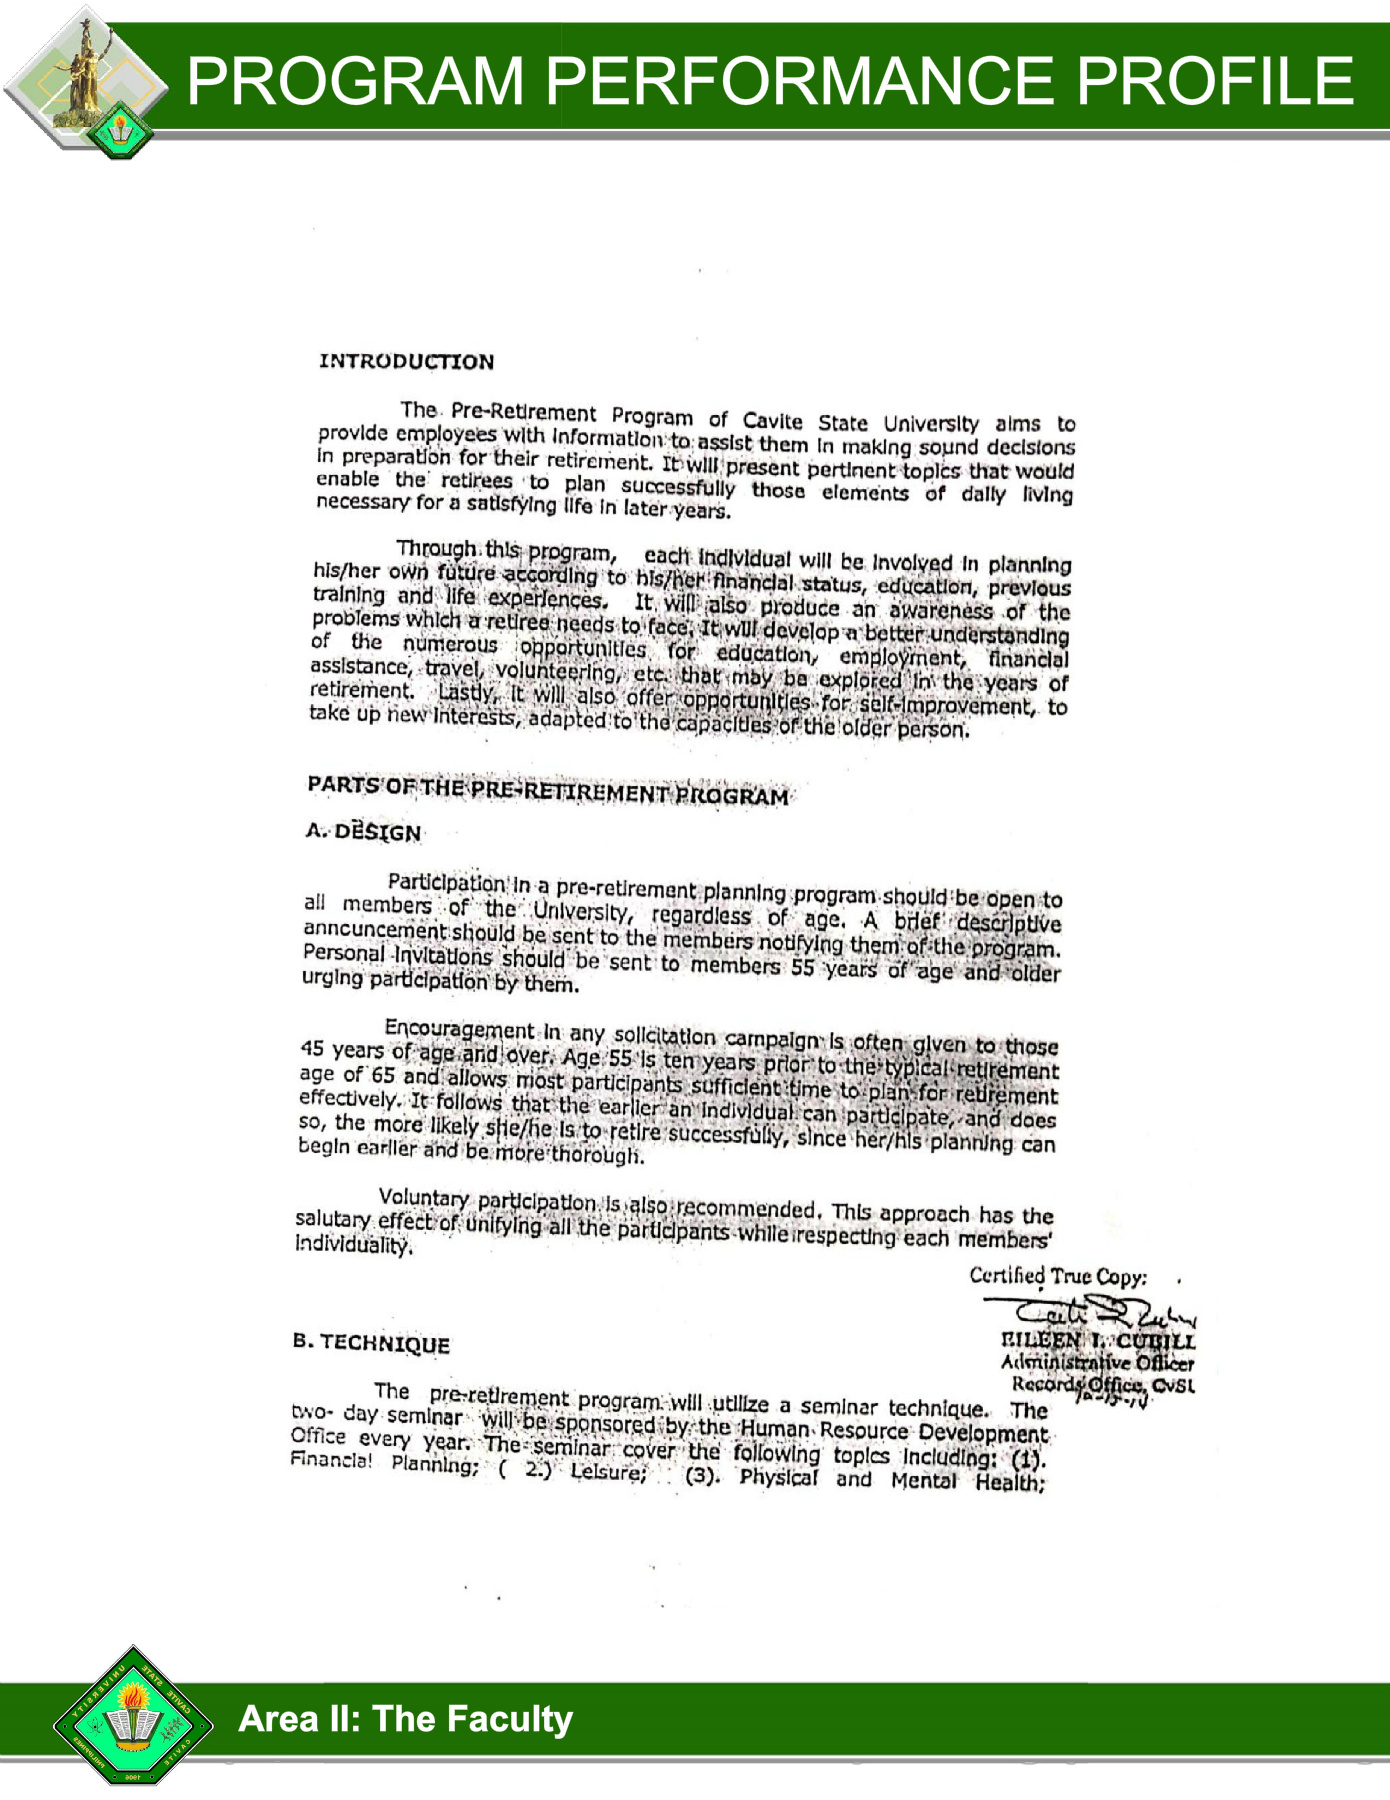 PROGRAM PERFORMANCE PROFILE
INTRODUCTION
The Pre-Retirement Program of Cavite State University aims to
provide employees with information to assist them in making sound decisions
in preparation for their retirement. It will present pertinent topics that would
enable the retirees to plan successfully those elements of daily living
necessary for a satisfying life in later years.
Through this program, each individual will be involved in planning
his/her own future according to his/her financial status, education, previous
training and life experiences. It will also produce an awareness of the
problems which a retiree needs to face. It will develop a better understanding
of the numerous opportunities for education, employment, financial
assistance, travel, volunteering, etc. that may be explored in the years of
retirement. Lastly, it will also offer opportunities for self-improvement, to
take up new interests, adapted to the capacities of the older person.
PARTS OF THE PRE-RETIREMENT PROGRAM
A. DESIGN
Participation in a pre-retirement planning program should be open to
all members of the University, regardless of age. A brief descriptive
anncuncement should be sent to the members notifying them of the program.
Personal Invitations should be sent to members 55 years of age and older
urging participation by them.
Encouragement in any solicitation campaign is often given to those
45 years of age and over. Age 55 is ten years prior to the typical retirement
age of 65 and allows most participants sufficient time to plan for retirement
effectively. It follows that the earlier an individual can participate, and does
so, the more likely she/he is to retire successfully, since her/his planning can
begin earlier and be more thorough.
Voluntary participation is also recommended. This approach has the
salutary effect of unifying all the participants while respecting each members'
individuality.
Certified True Copy:
EILEEN I. CUBILL
Administrative Officer
Records Office, CvSU
B. TECHNIQUE
The pre-retirement program will utilize a seminar technique. The
two- day seminar will be sponsored by the Human Resource Development
Office every year. The seminar cover the following topics including: (1).
Financial Planning; ( 2.) Leisure; (3). Physical and Mental Health;
Area II: The Faculty